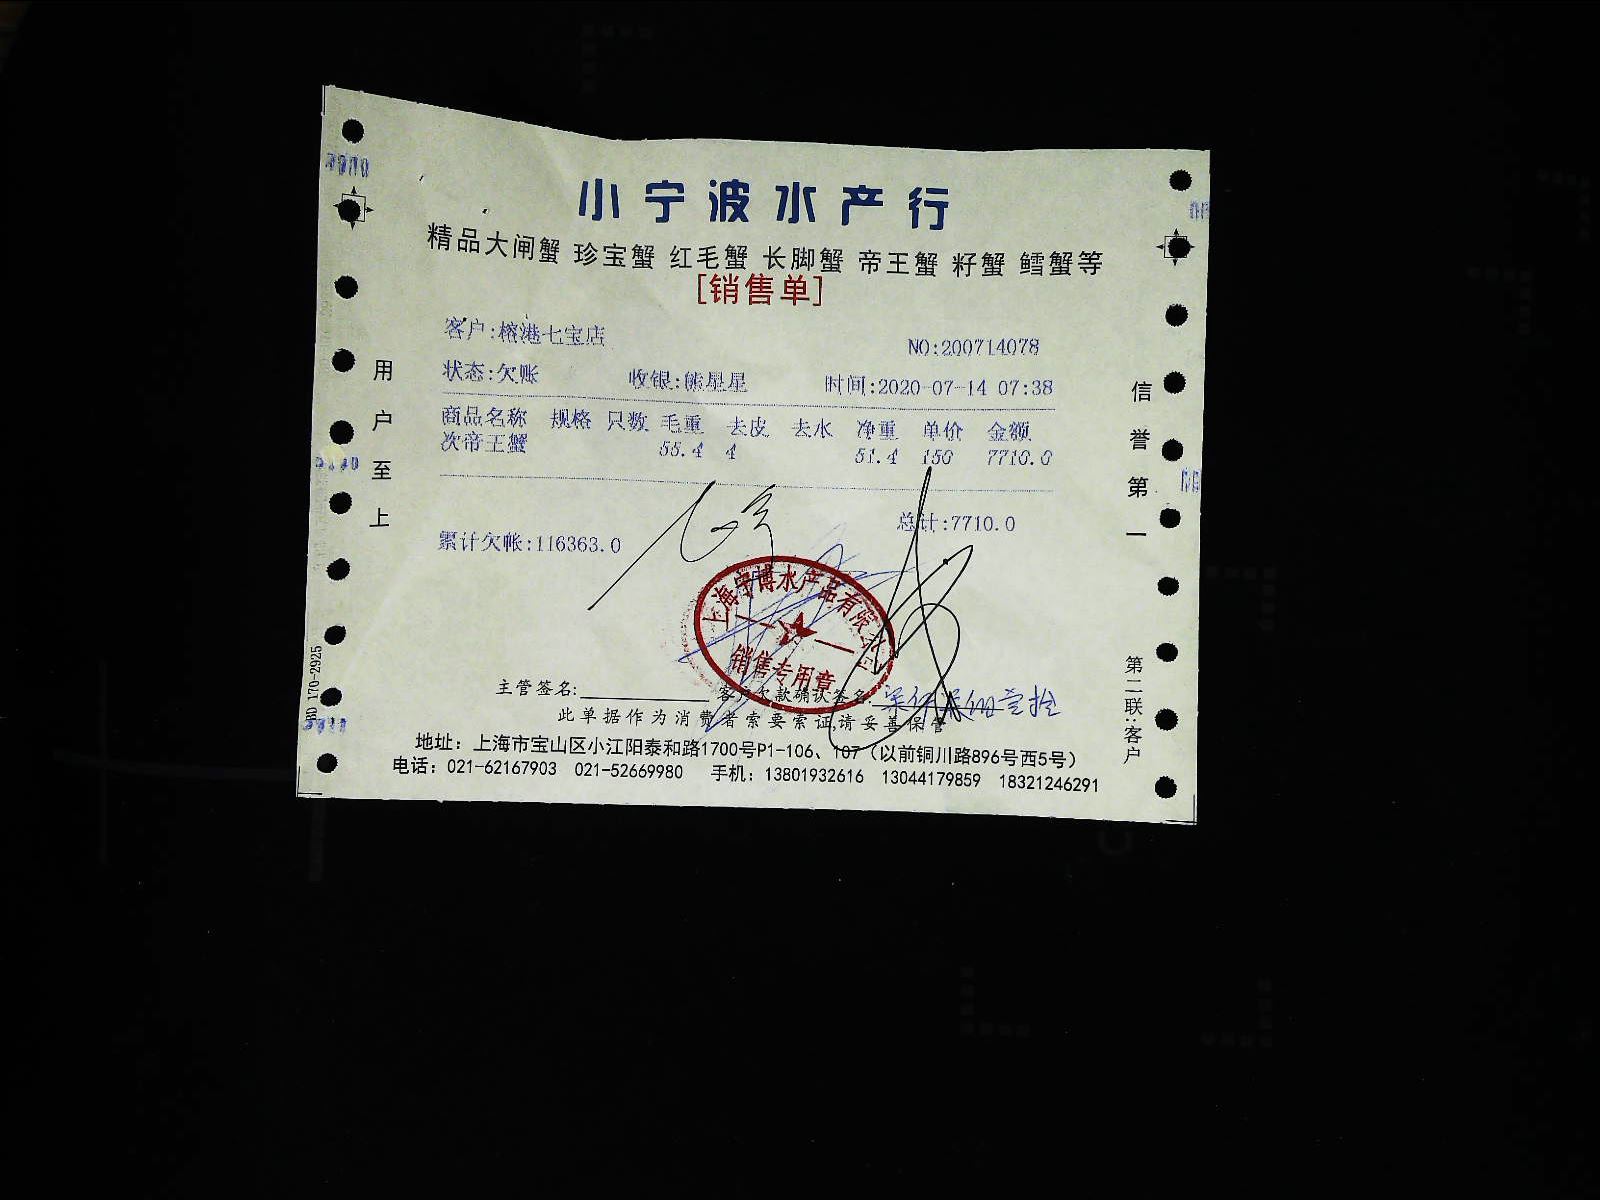 小宁波水产行
精品大闸蟹 珍宝蟹 红毛蟹 长脚蟹 帝王蟹 籽蟹 鳕蟹等
[销售单]
客户:榕港七宝店
NO:200714078
状态:欠账 收银:熊星星 时间:2020-07-14 07:38
商品名称 规格 只数 毛重 去皮 去水 净重 单价 金额
次帝王蟹 55.4 4 51.4 150 7710.0
总计:7710.0
累计欠帐:116363.0
上海宁博水产品有限公司
销售专用章
主管签名: 客户欠款确认签名:
此单据作为消费者索要索证,请妥善保管
地址：上海市宝山区小江阳泰和路1700号P1-106、107（以前铜川路896号西5号）
电话：021-62167903 021-52669980 手机：13801932616 13044179859 18321246291
用户至上
信誉第一
第二联:客户
170-2925